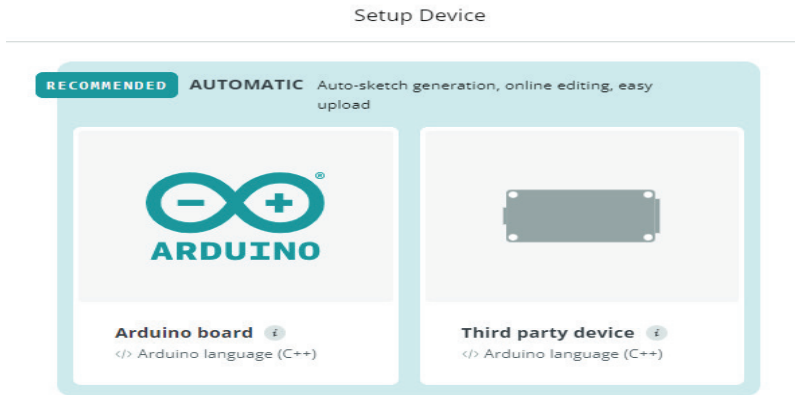 Setup Device
RECOMMENDED AUTOMATIC Auto-sketch generation, online editing, easy
upload
®
ARDUINO
Arduino board i
</> Arduino language (C++)
Third party device i
</> Arduino language (C++)